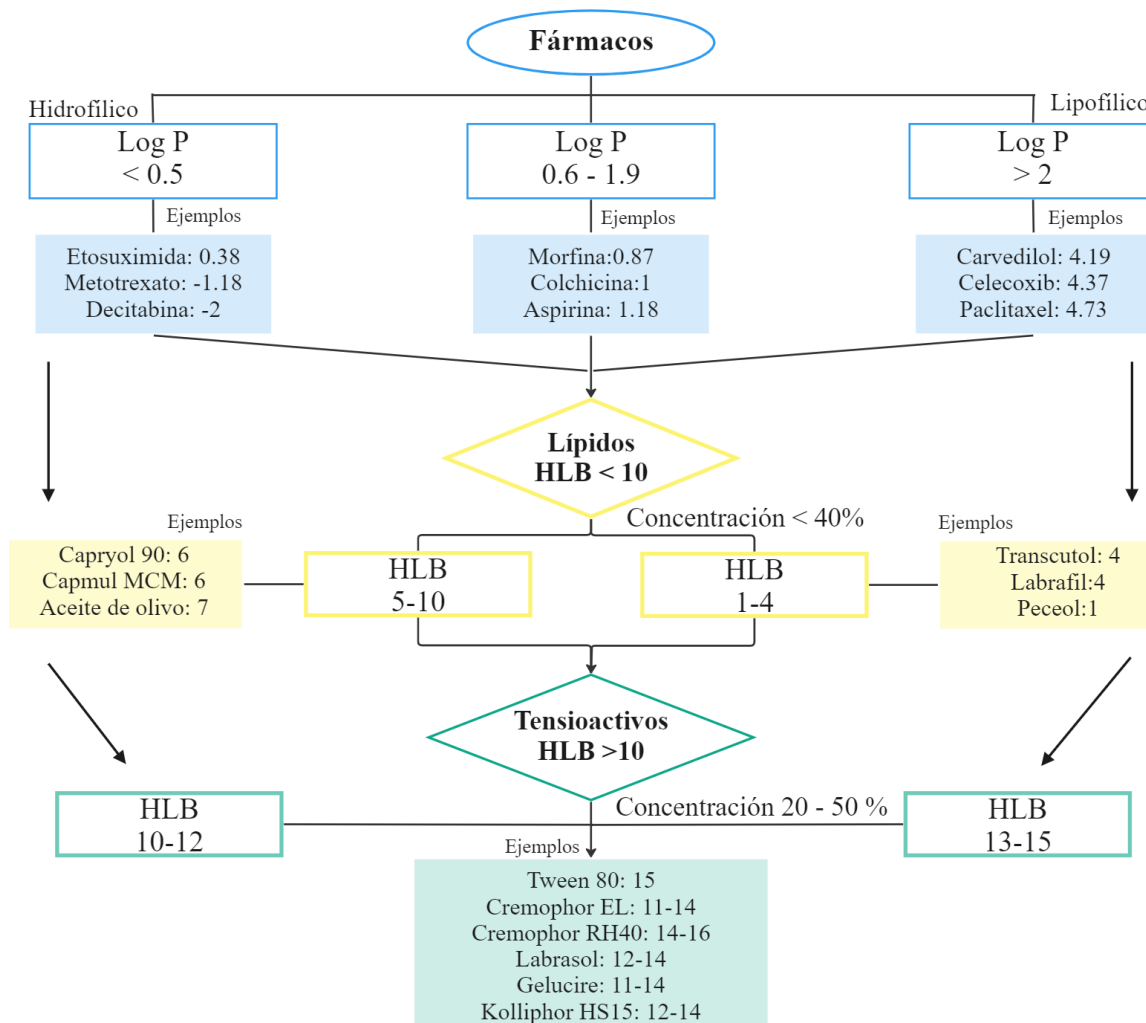 Fármacos
Hidrofílico
Lipofílico
Log P
< 0.5
Log P
0.6 - 1.9
Log P
> 2
Ejemplos
Ejemplos
Ejemplos
Etosuximida: 0.38
Metotrexato: -1.18
Decitabina: -2
Morfina:0.87
Colchicina:1
Aspirina: 1.18
Carvedilol: 4.19
Celecoxib: 4.37
Paclitaxel: 4.73
Lípidos
HLB < 10
Concentración < 40%
Ejemplos
Ejemplos
Capryol 90: 6
Capmul MCM: 6
Aceite de olivo: 7
HLB
5-10
HLB
1-4
Transcutol: 4
Labrafil:4
Peceol:1
Tensioactivos
HLB >10
Concentración 20 - 50 %
HLB
10-12
HLB
13-15
Ejemplos
Tween 80: 15
Cremophor EL: 11-14
Cremophor RH40: 14-16
Labrasol: 12-14
Gelucire: 11-14
Kolliphor HS15: 12-14